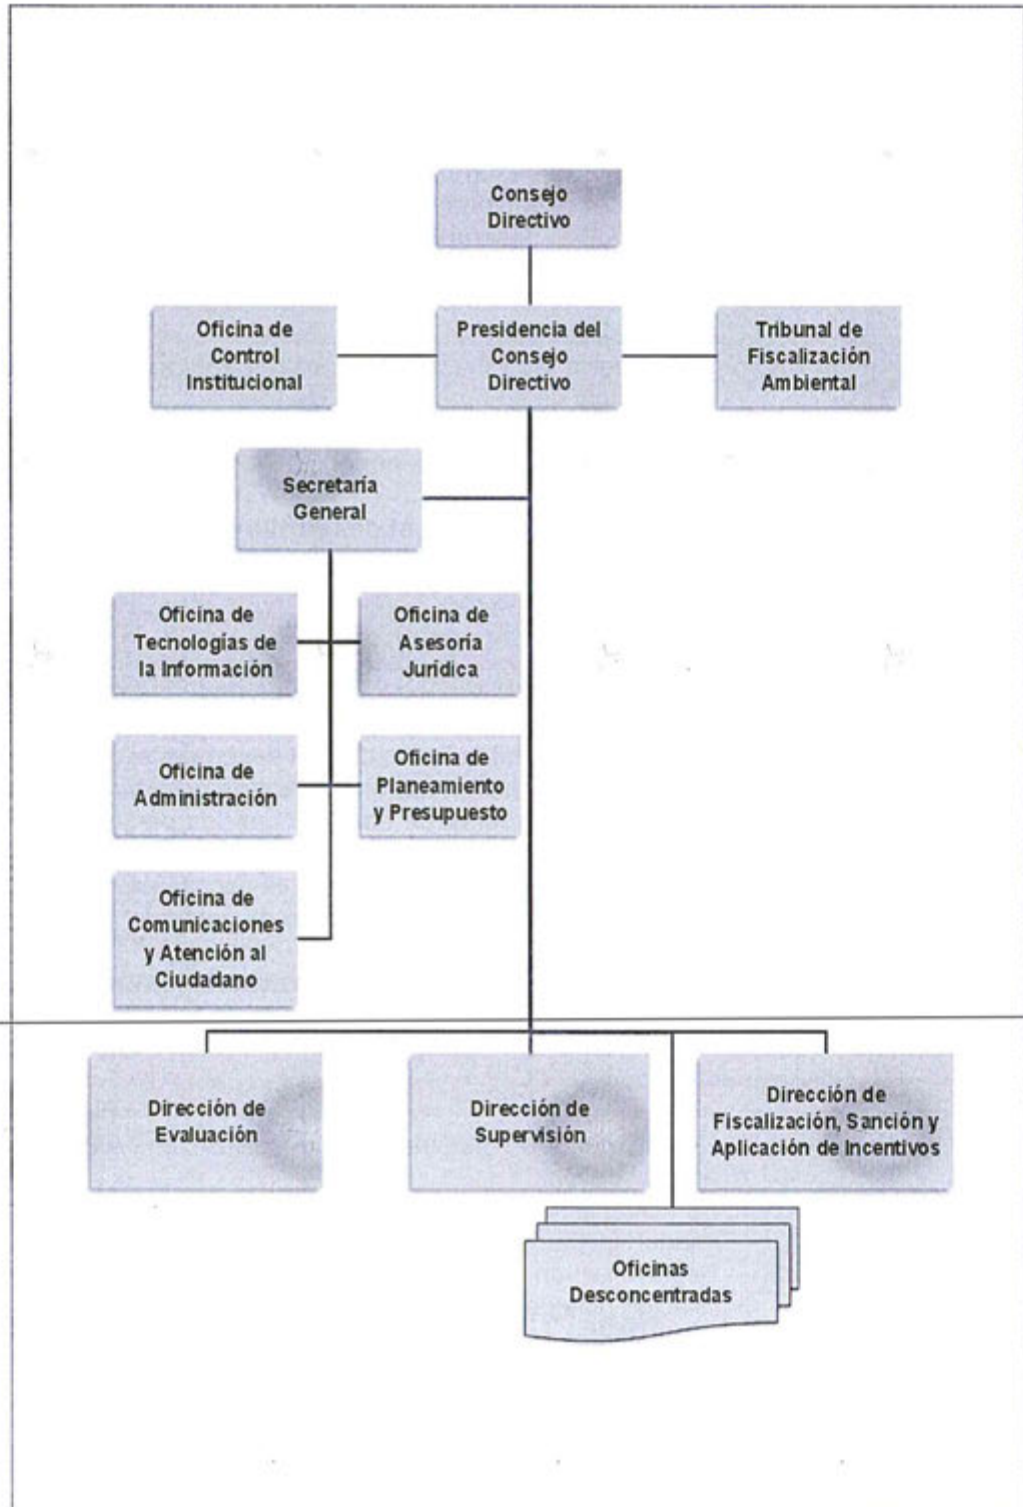 Consejo
Directivo
Oficina de
Control
Institucional
Presidencia del
Consejo
Directivo
Tribunal de
Fiscalización
Ambiental
Secretaría
General
Oficina de
Tecnologías de
la Información
Oficina de
Asesoría
Jurídica
Oficina de
Administración
Oficina de
Planeamiento
y Presupuesto
Oficina de
Comunicaciones
y Atención al
Ciudadano
Dirección de
Evaluación
Dirección de
Supervisión
Dirección de
Fiscalización, Sanción y
Aplicación de Incentivos
Oficinas
Desconcentradas